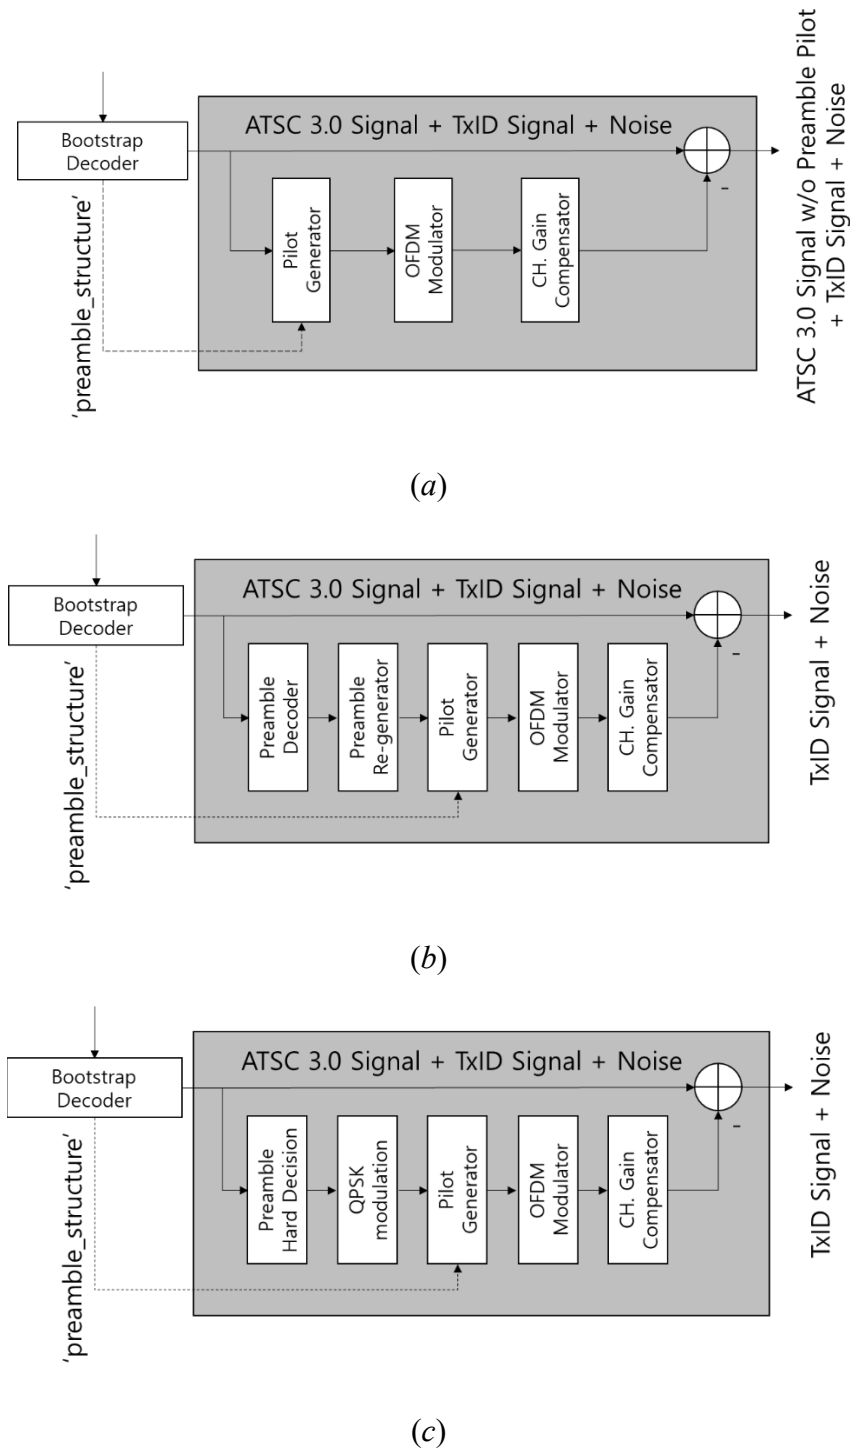 ATSC 3.0 Signal + TxID Signal + Noise
Bootstrap
Decoder
Pilot
Generator
OFDM
Modulator
CH. Gain
Compensator
-
‘preamble_structure’
ATSC 3.0 Signal w/o Preamble Pilot
+ TxID Signal + Noise
(a)
ATSC 3.0 Signal + TxID Signal + Noise
Bootstrap
Decoder
Preamble
Decoder
Preamble
Re-generator
Pilot
Generator
OFDM
Modulator
CH. Gain
Compensator
-
‘preamble_structure’
TxID Signal + Noise
(b)
ATSC 3.0 Signal + TxID Signal + Noise
Bootstrap
Decoder
Preamble
Hard Decision
QPSK
modulation
Pilot
Generator
OFDM
Modulator
CH. Gain
Compensator
-
‘preamble_structure’
TxID Signal + Noise
(c)